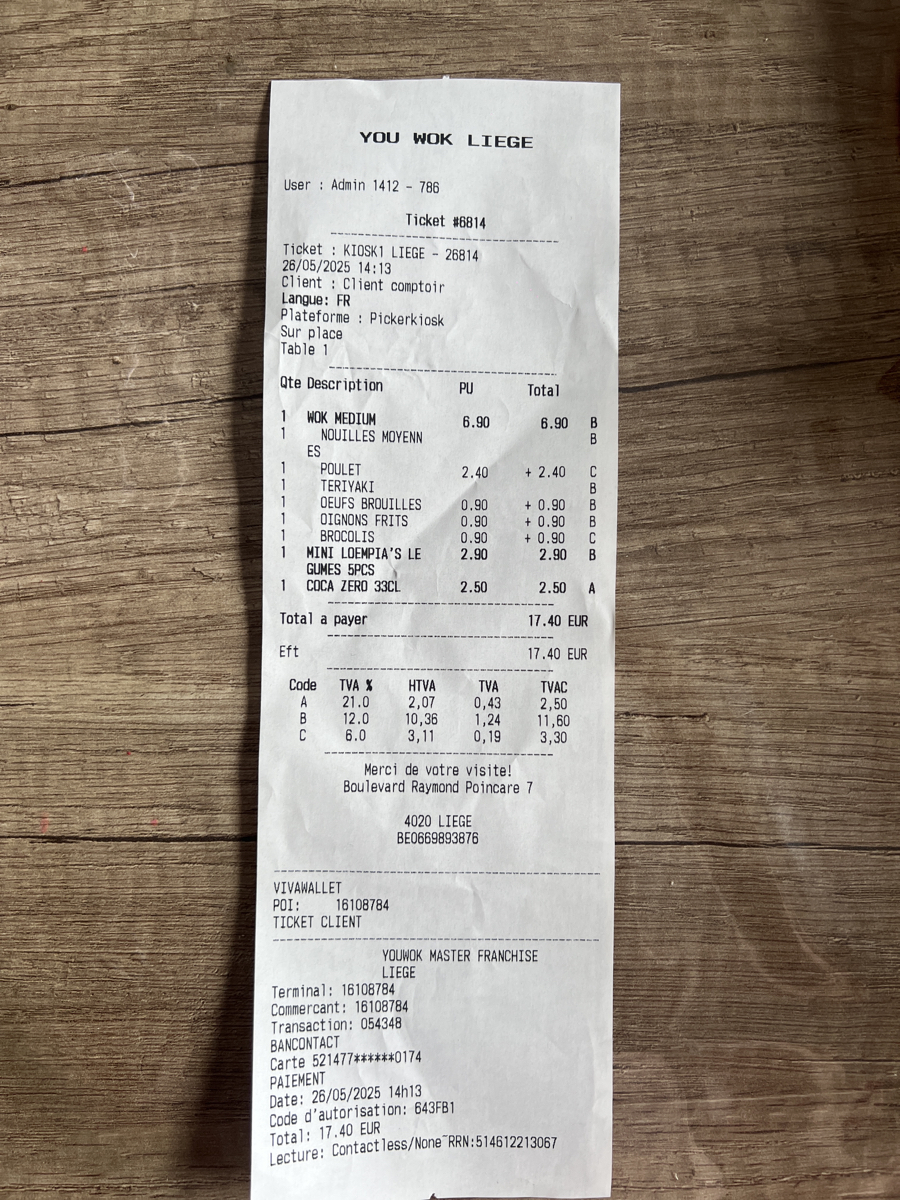 YOU WOK LIEGE
User : Admin 1412 - 786
Ticket #6814
Ticket : KIOSK1 LIEGE - 26814
26/05/2025 14:13
Client : Client comptoir
Langue: FR
Plateforme : Pickerkiosk
Sur place
Table 1
Qte Description PU Total
1 WOK MEDIUM 6.90 6.90 B
1 NOUILLES MOYENN B
ES
1 POULET 2.40 + 2.40 C
1 TERIYAKI B
1 OEUFS BROUILLES 0.90 + 0.90 B
1 OIGNONS FRITS 0.90 + 0.90 B
1 BROCOLIS 0.90 + 0.90 C
1 MINI LOEMPIA'S LE 2.90 2.90 B
GUMES 5PCS
1 COCA ZERO 33CL 2.50 2.50 A
Total a payer 17.40 EUR
Eft 17.40 EUR
Code TVA % HTVA TVA TVAC
A 21.0 2,07 0,43 2,50
B 12.0 10,36 1,24 11,60
C 6.0 3,11 0,19 3,30
Merci de votre visite!
Boulevard Raymond Poincare 7
4020 LIEGE
BE0669893876
VIVAWALLET
POI: 16108784
TICKET CLIENT
YOUWOK MASTER FRANCHISE
LIEGE
Terminal: 16108784
Commercant: 16108784
Transaction: 054348
BANCONTACT
Carte 521477******0174
PAIEMENT
Date: 26/05/2025 14h13
Code d'autorisation: 643FB1
Total: 17.40 EUR
Lecture: Contactless/None~RRN:514612213067